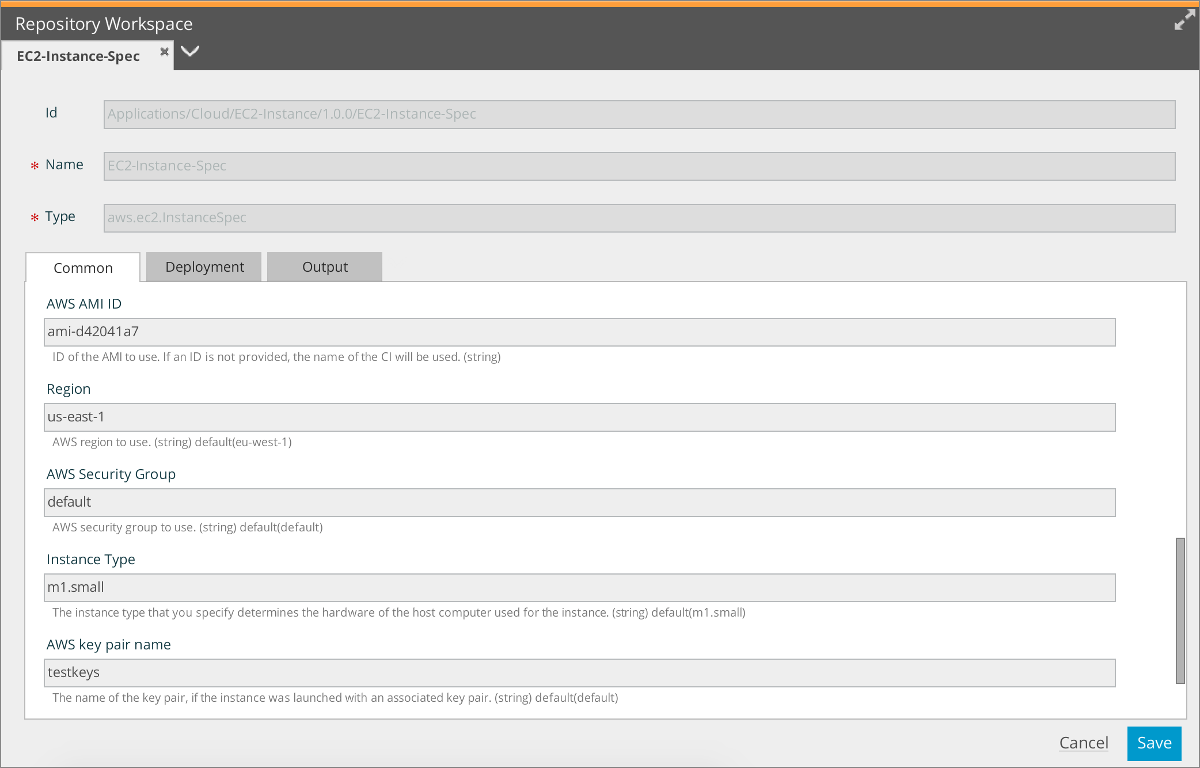 Repository Workspace
EC2-Instance-Spec
Id
Applications/Cloud/EC2-Instance/1.0.0/EC2-Instance-Spec
* Name
EC2-Instance-Spec
* Type
aws.ec2.InstanceSpec
Common Deployment Output
AWS AMI ID
ami-d42041a7
ID of the AMI to use. If an ID is not provided, the name of the CI will be used. (string)
Region
us-east-1
AWS region to use. (string) default(eu-west-1)
AWS Security Group
default
AWS security group to use. (string) default(default)
Instance Type
m1.small
The instance type that you specify determines the hardware of the host computer used for the instance. (string) default(m1.small)
AWS key pair name
testkeys
The name of the key pair, if the instance was launched with an associated key pair. (string) default(default)
Cancel Save